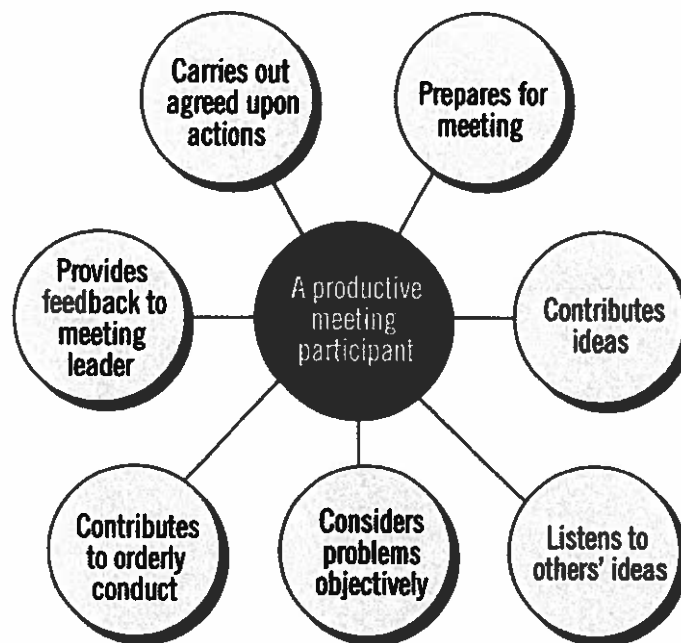 Carries out
agreed upon
actions
Prepares for
meeting
Provides
feedback to
meeting
leader
A productive
meeting
participant
Contributes
ideas
Contributes
to orderly
conduct
Considers
problems
objectively
Listens to
others' ideas